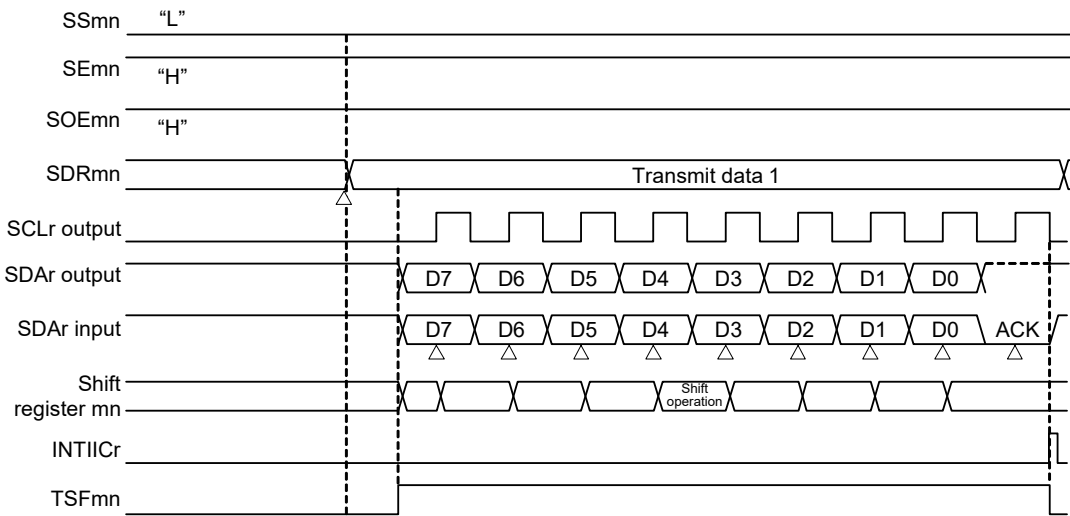 SSmn “L”
SEmn “H”
SOEmn “H”
SDRmn Transmit data 1
SCLr output
SDAr output D7 D6 D5 D4 D3 D2 D1 D0
SDAr input D7 D6 D5 D4 D3 D2 D1 D0 ACK
Shift
register mn
Shift
operation
INTIICr
TSFmn